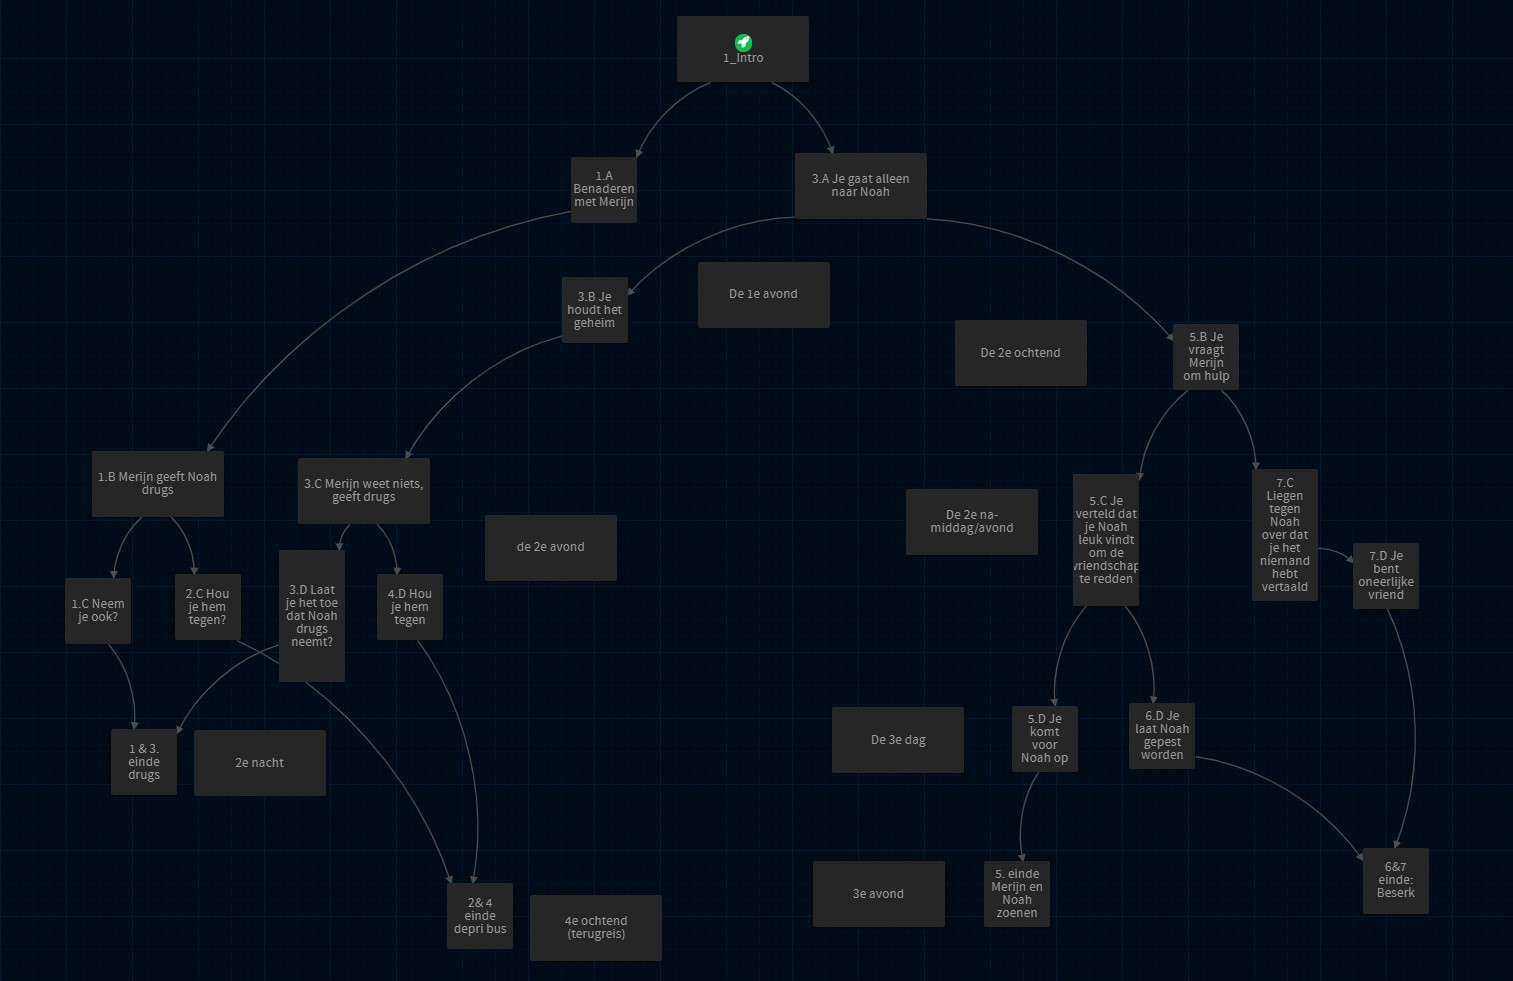 1_Intro
1.A
Benaderen
met Merijn
3.A Je gaat alleen
naar Noah
3.B Je
houdt het
geheim
De 1e avond
De 2e ochtend
5.B Je
vraagt
Merijn
om hulp
1.B Merijn geeft Noah
drugs
3.C Merijn weet niets,
geeft drugs
de 2e avond
De 2e na-
middag/avond
5.C Je
verteld dat
je Noah
leuk vindt
om de
vriendschap
te redden
7.C
Liegen
tegen
Noah
over dat
je het
niemand
hebt
vertaald
7.D Je
bent
oneerlijke
vriend
1.C Neem
je ook?
2.C Hou
je hem
tegen?
3.D Laat
je het toe
dat Noah
drugs
neemt?
4.D Hou
je hem
tegen
1 & 3.
einde
drugs
2e nacht
De 3e dag
5.D Je
komt
voor
Noah op
6.D Je
laat Noah
gepest
worden
2& 4
einde
depri bus
4e ochtend
(terugreis)
3e avond
5. einde
Merijn en
Noah
zoenen
6&7
einde:
Beserk